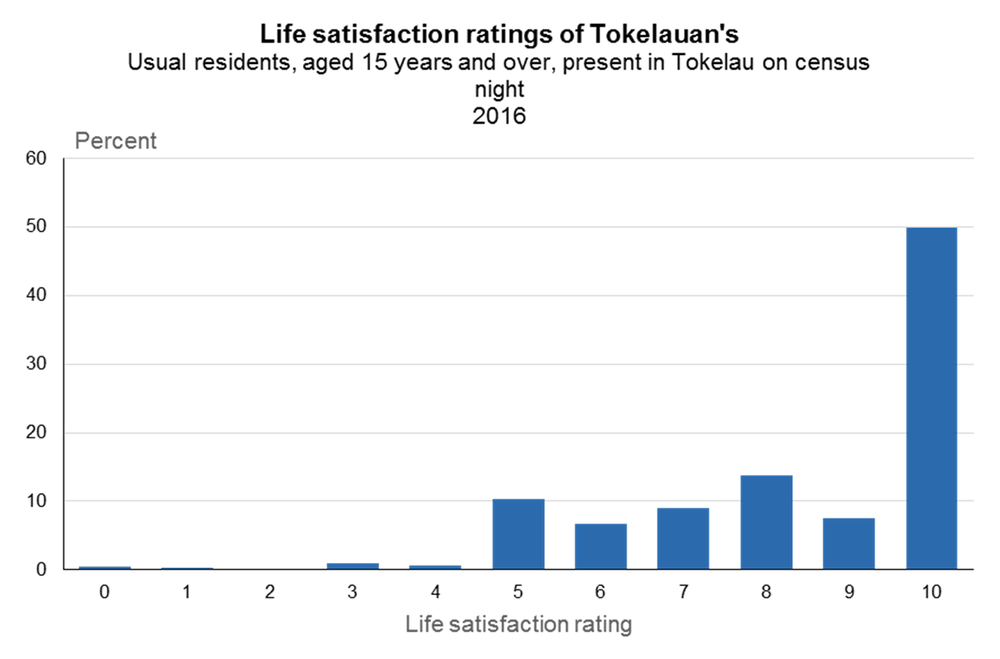 Life satisfaction ratings of Tokelauan's
Usual residents, aged 15 years and over, present in Tokelau on census
night
2016
Percent
60
50
40
30
20
10
0
0 1 2 3 4 5 6 7 8 9 10
Life satisfaction rating